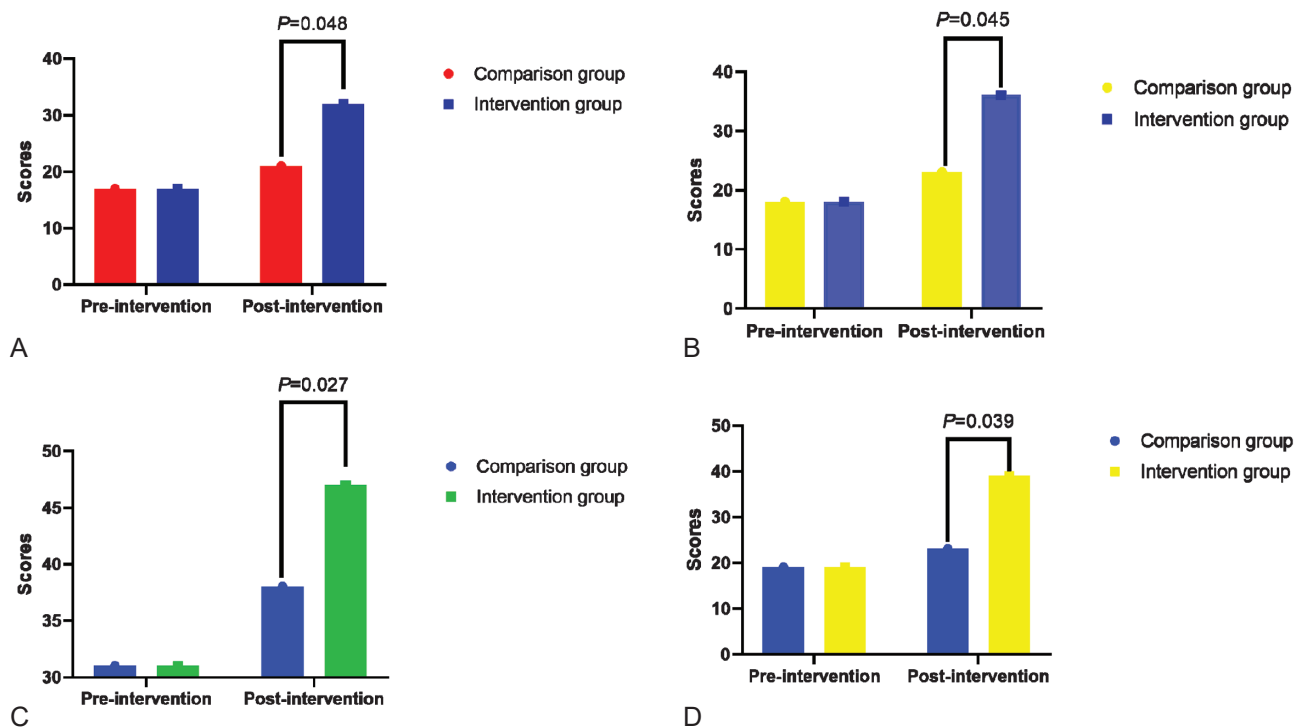 P=0.048
40
30
20
10
0
Scores
Pre-intervention
Post-intervention
Comparison group
Intervention group
A
P=0.045
40
30
20
10
0
Scores
Pre-intervention
Post-intervention
Comparison group
Intervention group
B
P=0.027
50
45
40
35
30
Scores
Pre-intervention
Post-intervention
Comparison group
Intervention group
C
P=0.039
50
40
30
20
10
0
Scores
Pre-intervention
Post-intervention
Comparison group
Intervention group
D